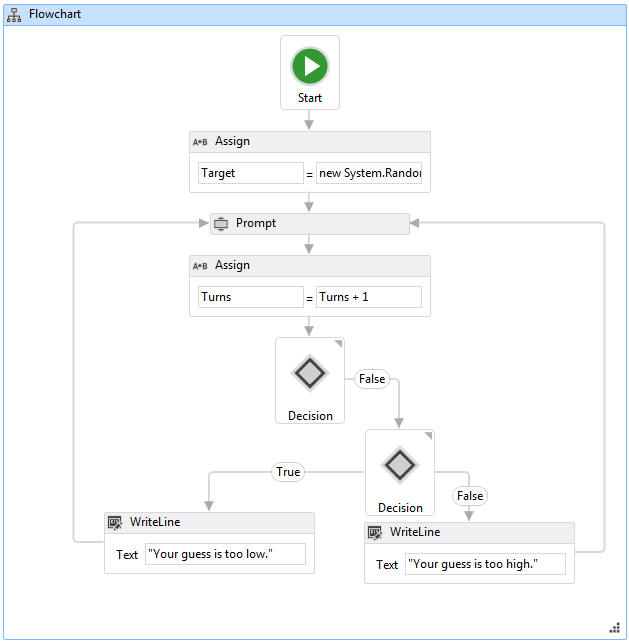 Flowchart
Start
A+B Assign
Target = new System.Randor
Prompt
A+B Assign
Turns = Turns + 1
False
Decision
True
Decision
False
WriteLine
Text "Your guess is too low."
WriteLine
Text "Your guess is too high."